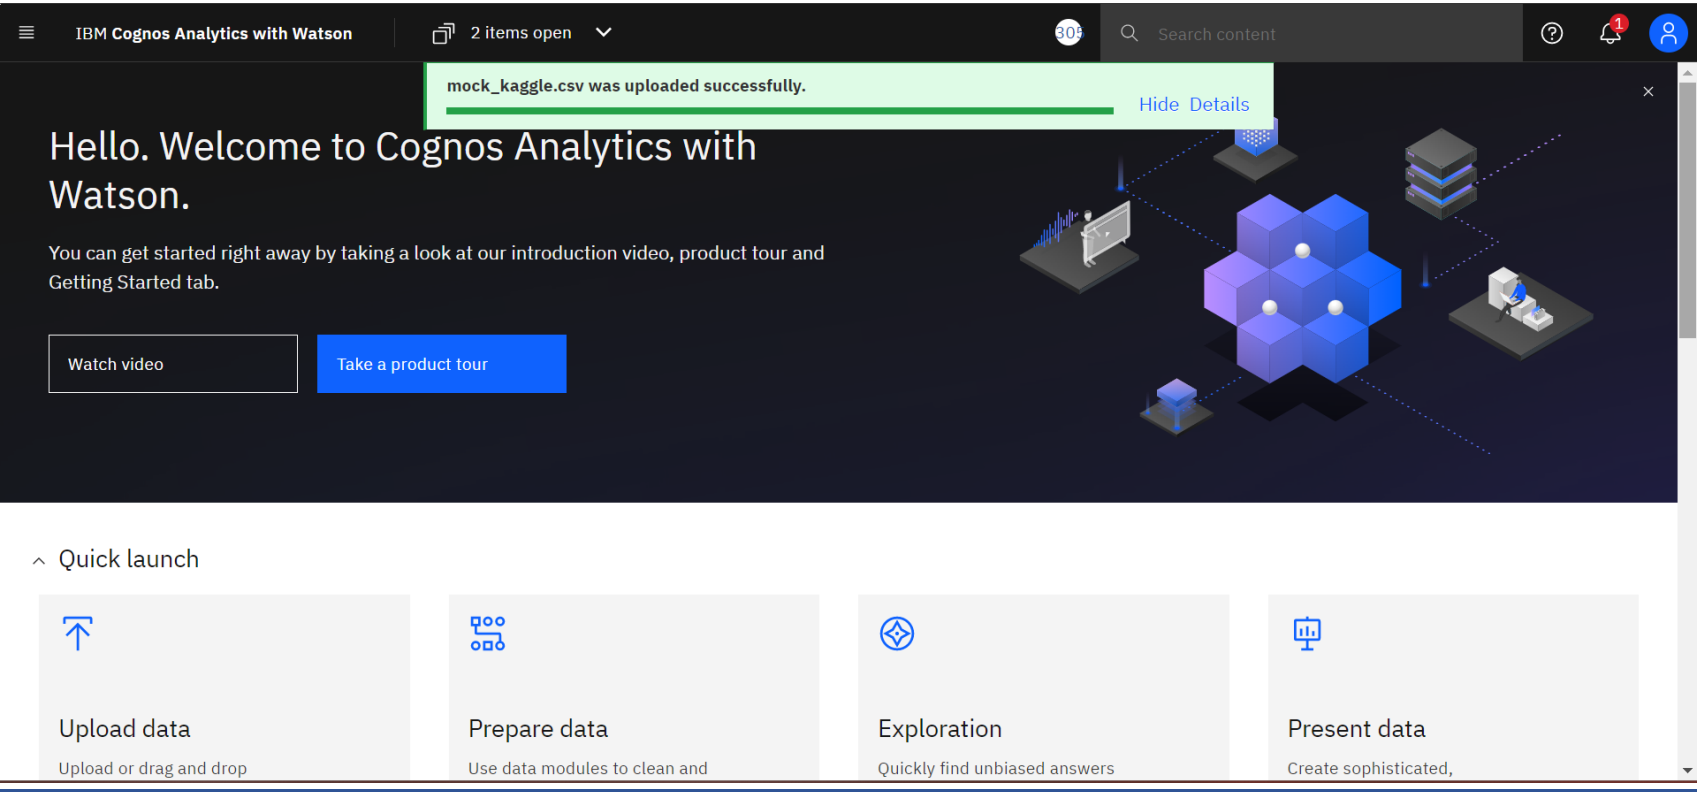 IBM Cognos Analytics with Watson
2 items open
305
Search content
1
mock_kaggle.csv was uploaded successfully.
Hide Details
Hello. Welcome to Cognos Analytics with
Watson.
You can get started right away by taking a look at our introduction video, product tour and
Getting Started tab.
Watch video
Take a product tour
Quick launch
Upload data
Upload or drag and drop
Prepare data
Use data modules to clean and
Exploration
Quickly find unbiased answers
Present data
Create sophisticated,